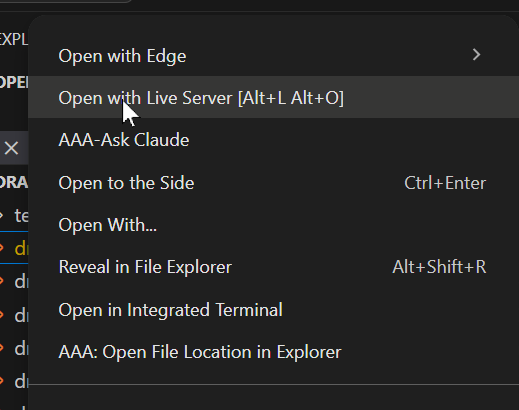 EXPL
Open with Edge
OPE
Open with Live Server [Alt+L Alt+O]
AAA-Ask Claude
DRA
Open to the Side Ctrl+Enter
te
Open With...
dr
Reveal in File Explorer Alt+Shift+R
dr
Open in Integrated Terminal
dr
AAA: Open File Location in Explorer
dr
dr